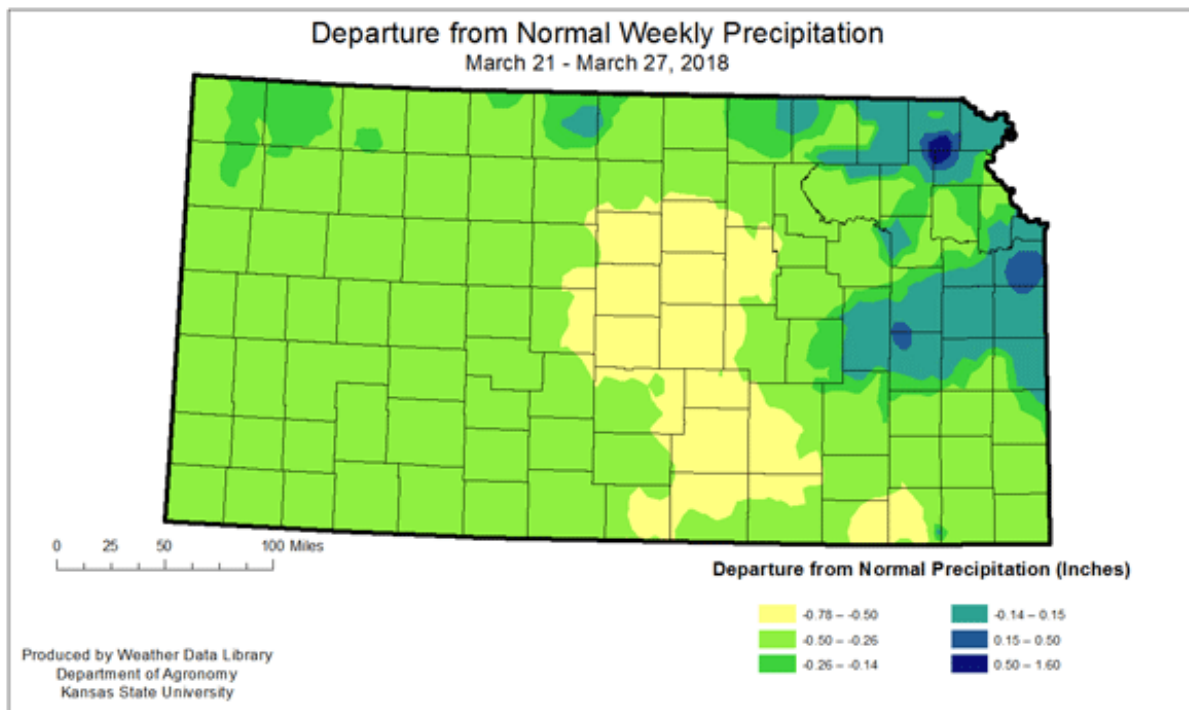 Departure from Normal Weekly Precipitation
March 21 - March 27, 2018
0 25 50 100 Miles
Departure from Normal Precipitation (Inches)
-0.78 – -0.50
-0.50 – -0.26
-0.26 – -0.14
-0.14 – 0.15
0.15 – 0.50
0.50 – 1.60
Produced by Weather Data Library
Department of Agronomy
Kansas State University